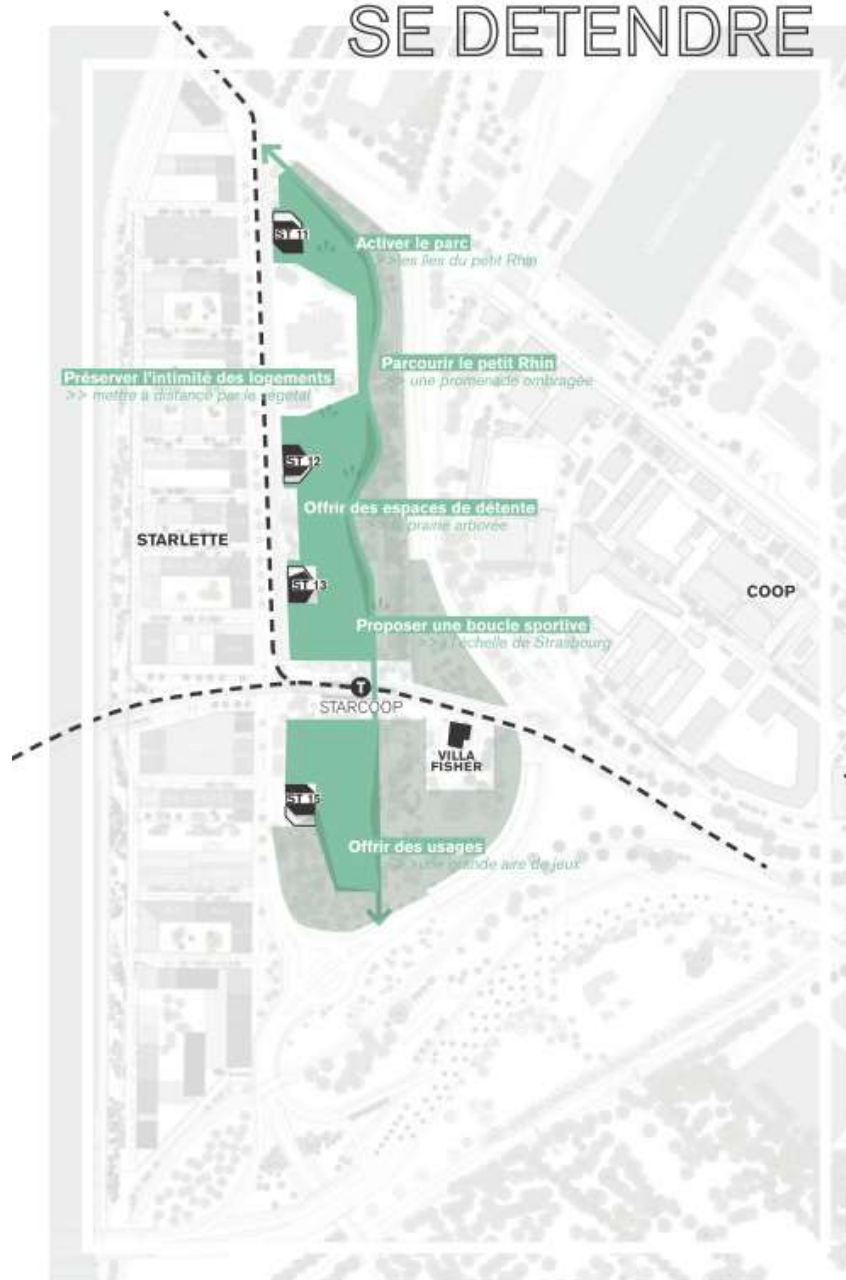 SE DETENDRE
ST 11
Activer le parc
>> les îles du petit Rhin
Parcourir le petit Rhin
>> une promenade ombragée
Préserver l'intimité des logements
>> mettre à distance par le végétal
ST 12
Offrir des espaces de détente
>> la prairie arborée
STARLETTE
ST 13
COOP
Proposer une boucle sportive
>> à l'échelle de Strasbourg
T
STARCOOP
VILLA
FISHER
ST 15
Offrir des usages
>> une grande aire de jeux